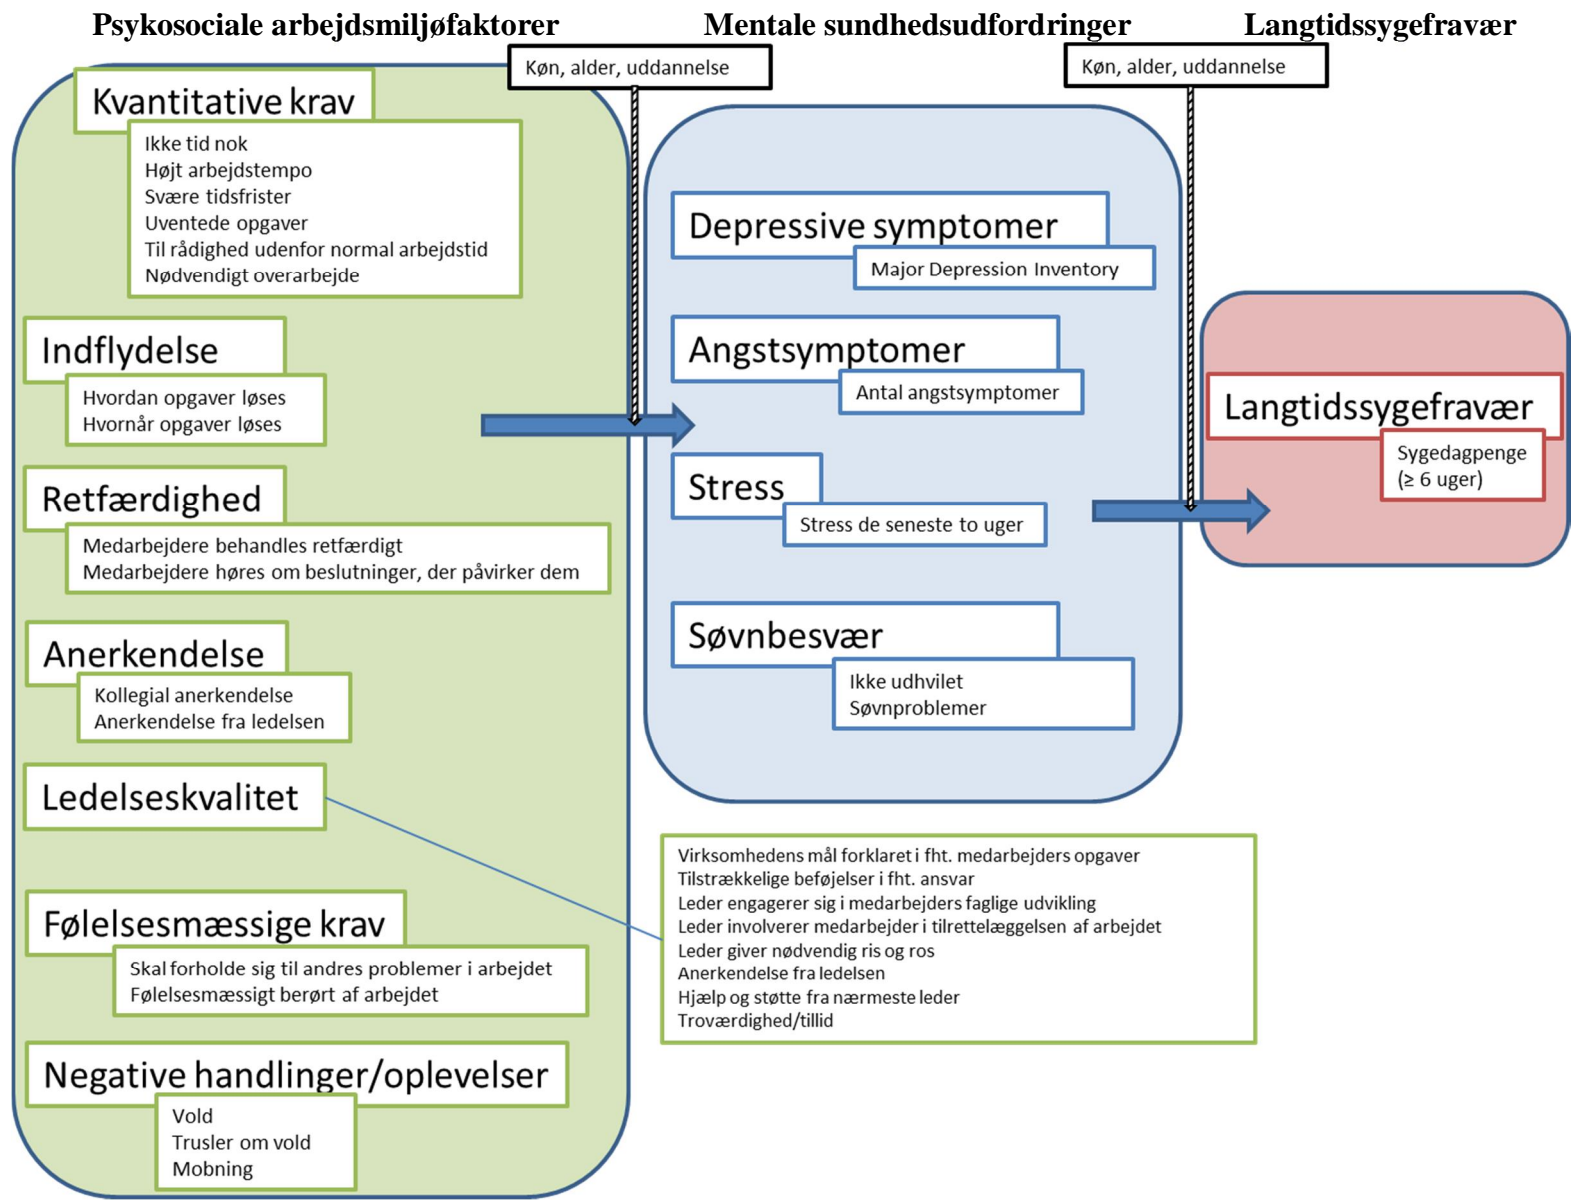 Psykosociale arbejdsmiljøfaktorer
Mentale sundhedsudfordringer
Langtidssygefravær
Køn, alder, uddannelse
Køn, alder, uddannelse
Kvantitative krav
Ikke tid nok
Højt arbejdstempo
Svære tidsfrister
Uventede opgaver
Til rådighed udenfor normal arbejdstid
Nødvendigt overarbejde
Indflydelse
Hvordan opgaver løses
Hvornår opgaver løses
Retfærdighed
Medarbejdere behandles retfærdigt
Medarbejdere høres om beslutninger, der påvirker dem
Anerkendelse
Kollegial anerkendelse
Anerkendelse fra ledelsen
Ledelseskvalitet
Virksomhedens mål forklaret i fht. medarbejders opgaver
Tilstrækkelige beføjelser i fht. ansvar
Leder engagerer sig i medarbejders faglige udvikling
Leder involverer medarbejder i tilrettelæggelsen af arbejdet
Leder giver nødvendig ris og ros
Anerkendelse fra ledelsen
Hjælp og støtte fra nærmeste leder
Troværdighed/tillid
Følelsesmæssige krav
Skal forholde sig til andres problemer i arbejdet
Følelsesmæssigt berørt af arbejdet
Negative handlinger/oplevelser
Vold
Trusler om vold
Mobning
Depressive symptomer
Major Depression Inventory
Angstsymptomer
Antal angstsymptomer
Stress
Stress de seneste to uger
Søvnbesvær
Ikke udhvilet
Søvnproblemer
Langtidssygefravær
Sygedagpenge
(≥ 6 uger)